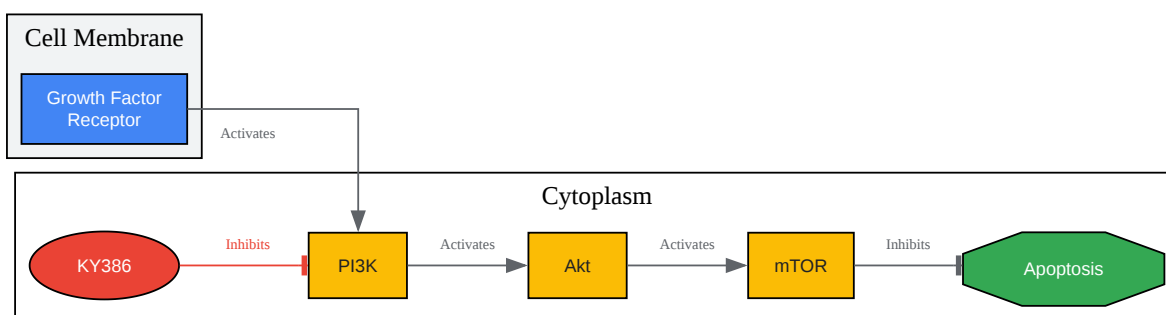 Cell Membrane
Growth Factor
Receptor
Activates
Cytoplasm
KY386
Inhibits
PI3K
Activates
Akt
Activates
mTOR
Inhibits
Apoptosis